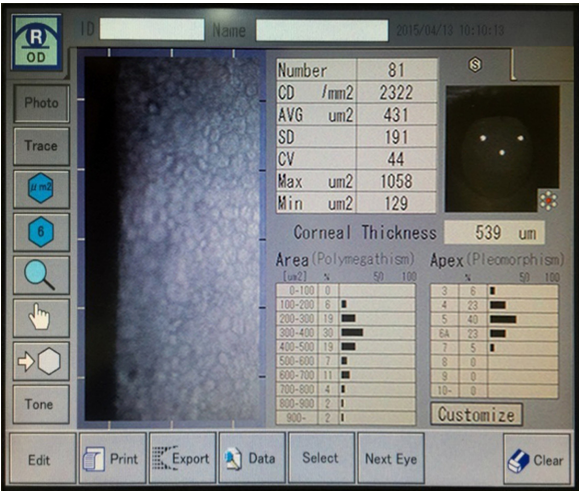 R
OD
ID
Name
2015/04/13 10:10:13
Photo
Trace
μm2
6
Tone
S
Number 81
CD /mm2 2322
AVG um2 431
SD 191
CV 44
Max um2 1058
Min um2 129
Corneal Thickness 539 um
Area (Polymegathism)
[um2] % 50 100
0-100 0
100-200 6
200-300 19
300-400 30
400-500 19
500-600 7
600-700 11
700-800 4
800-900 2
900- 2
Apex (Pleomorphism)
% 50 100
3 6
4 23
5 40
6A 23
7 5
8 0
9 0
10- 0
Customize
Edit
Print
Export
Data
Select
Next Eye
Clear